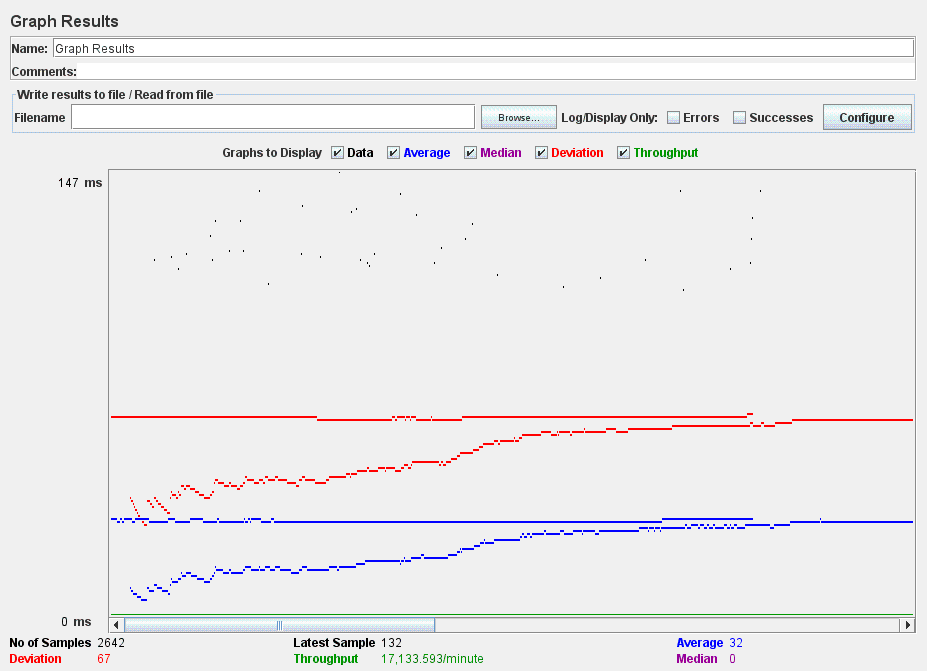 Graph Results
Name: Graph Results
Comments:
Write results to file / Read from file
Filename Browse... Log/Display Only: Errors Successes Configure
Graphs to Display Data Average Median Deviation Throughput
147 ms
0 ms
No of Samples 2642 Latest Sample 132 Average 32
Deviation 67 Throughput 17,133.593/minute Median 0